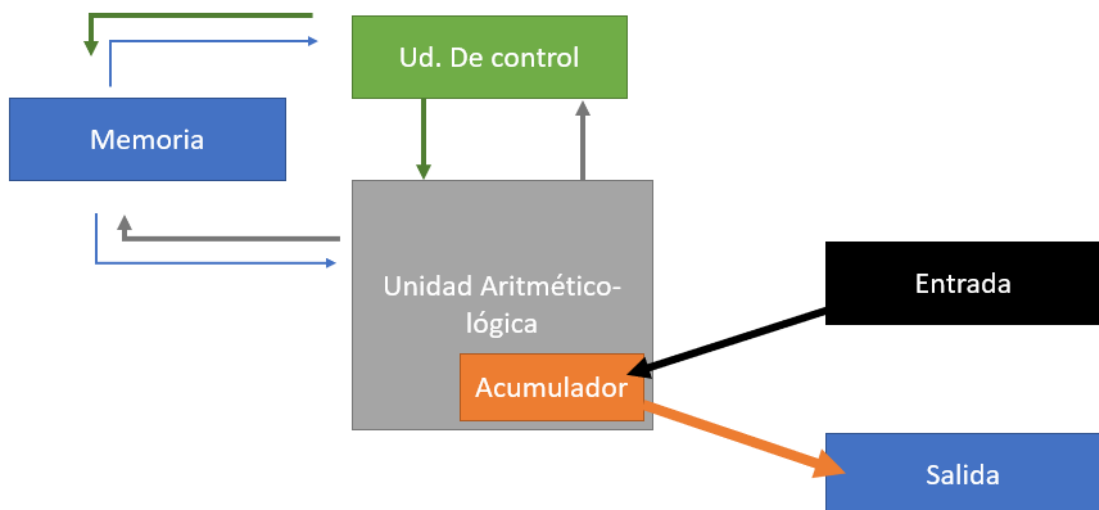 Ud. De control
Memoria
Unidad Aritmético-
lógica
Entrada
Acumulador
Salida